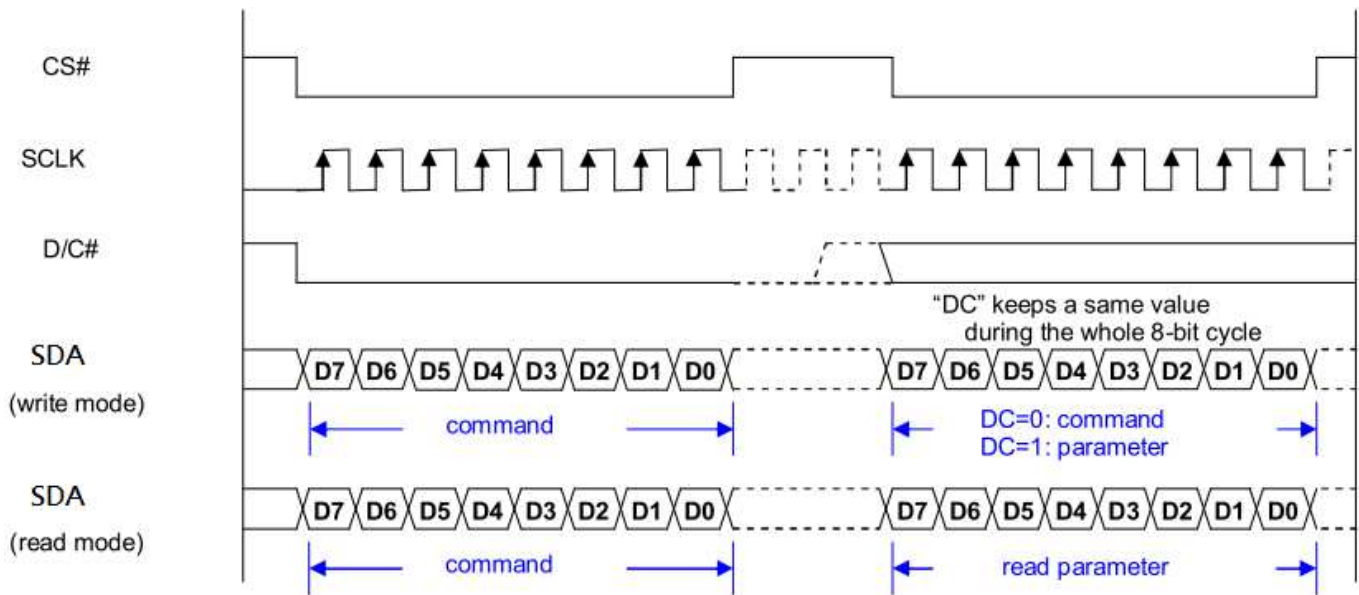 CS#
SCLK
D/C#
"DC" keeps a same value
during the whole 8-bit cycle
SDA
(write mode)
D7 D6 D5 D4 D3 D2 D1 D0 D7 D6 D5 D4 D3 D2 D1 D0
command
DC=0: command
DC=1: parameter
SDA
(read mode)
D7 D6 D5 D4 D3 D2 D1 D0 D7 D6 D5 D4 D3 D2 D1 D0
command
read parameter